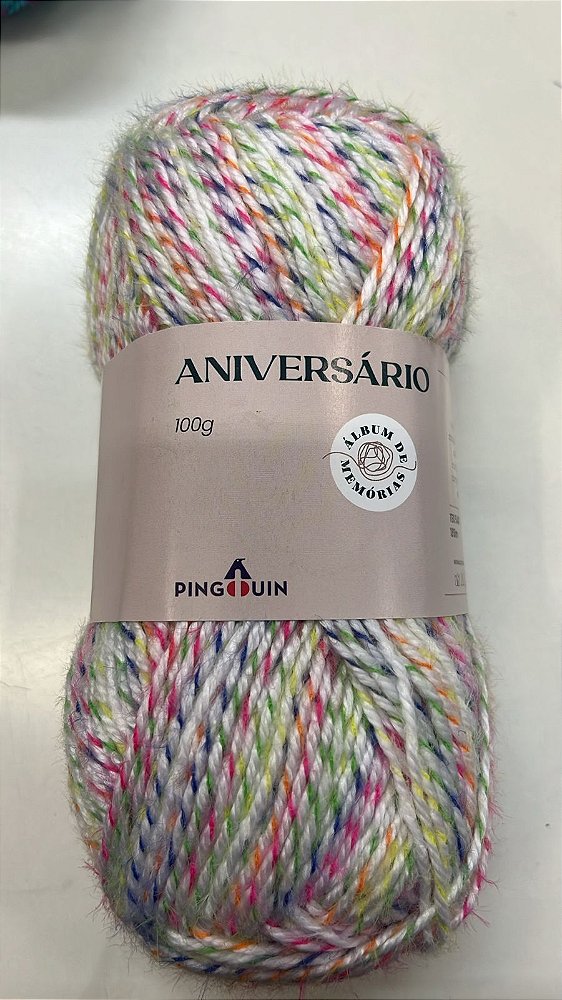 ANIVERSÁRIO
100g
ÁLBUM DE
MEMÓRIAS
PINGOUIN